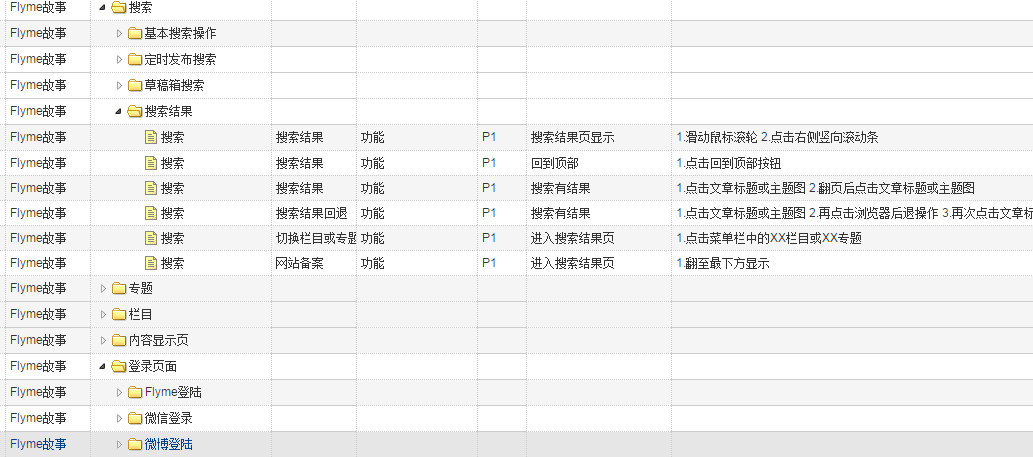 Flyme故事 搜索
Flyme故事 基本搜索操作
Flyme故事 定时发布搜索
Flyme故事 草稿箱搜索
Flyme故事 搜索结果
Flyme故事 搜索 搜索结果 功能 P1 搜索结果页显示 1.滑动鼠标滚轮 2.点击右侧竖向滚动条
Flyme故事 搜索 搜索结果 功能 P1 回到顶部 1.点击回到顶部按钮
Flyme故事 搜索 搜索结果 功能 P1 搜索有结果 1.点击文章标题或主题图 2.翻页后点击文章标题或主题图
Flyme故事 搜索 搜索结果回退 功能 P1 搜索有结果 1.点击文章标题或主题图 2.再点击浏览器后退操作 3.再次点击文章标
Flyme故事 搜索 切换栏目或专题 功能 P1 进入搜索结果页 1.点击菜单栏中的XX栏目或XX专题
Flyme故事 搜索 网站备案 功能 P1 进入搜索结果页 1.翻至最下方显示
Flyme故事 专题
Flyme故事 栏目
Flyme故事 内容显示页
Flyme故事 登录页面
Flyme故事 Flyme登陆
Flyme故事 微信登录
Flyme故事 微博登陆